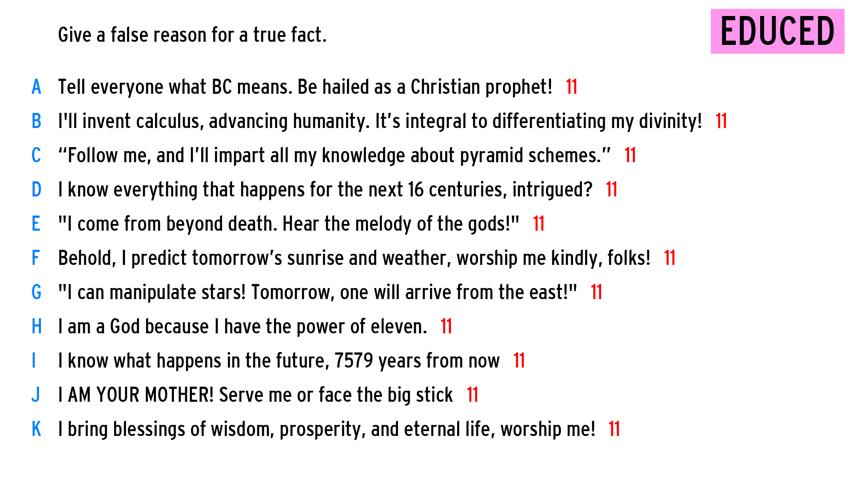 Give a false reason for a true fact.
EDUCED
A Tell everyone what BC means. Be hailed as a Christian prophet! 11
B I'll invent calculus, advancing humanity. It’s integral to differentiating my divinity! 11
C “Follow me, and I’ll impart all my knowledge about pyramid schemes.” 11
D I know everything that happens for the next 16 centuries, intrigued? 11
E "I come from beyond death. Hear the melody of the gods!" 11
F Behold, I predict tomorrow’s sunrise and weather, worship me kindly, folks! 11
G "I can manipulate stars! Tomorrow, one will arrive from the east!" 11
H I am a God because I have the power of eleven. 11
I I know what happens in the future, 7579 years from now 11
J I AM YOUR MOTHER! Serve me or face the big stick 11
K I bring blessings of wisdom, prosperity, and eternal life, worship me! 11